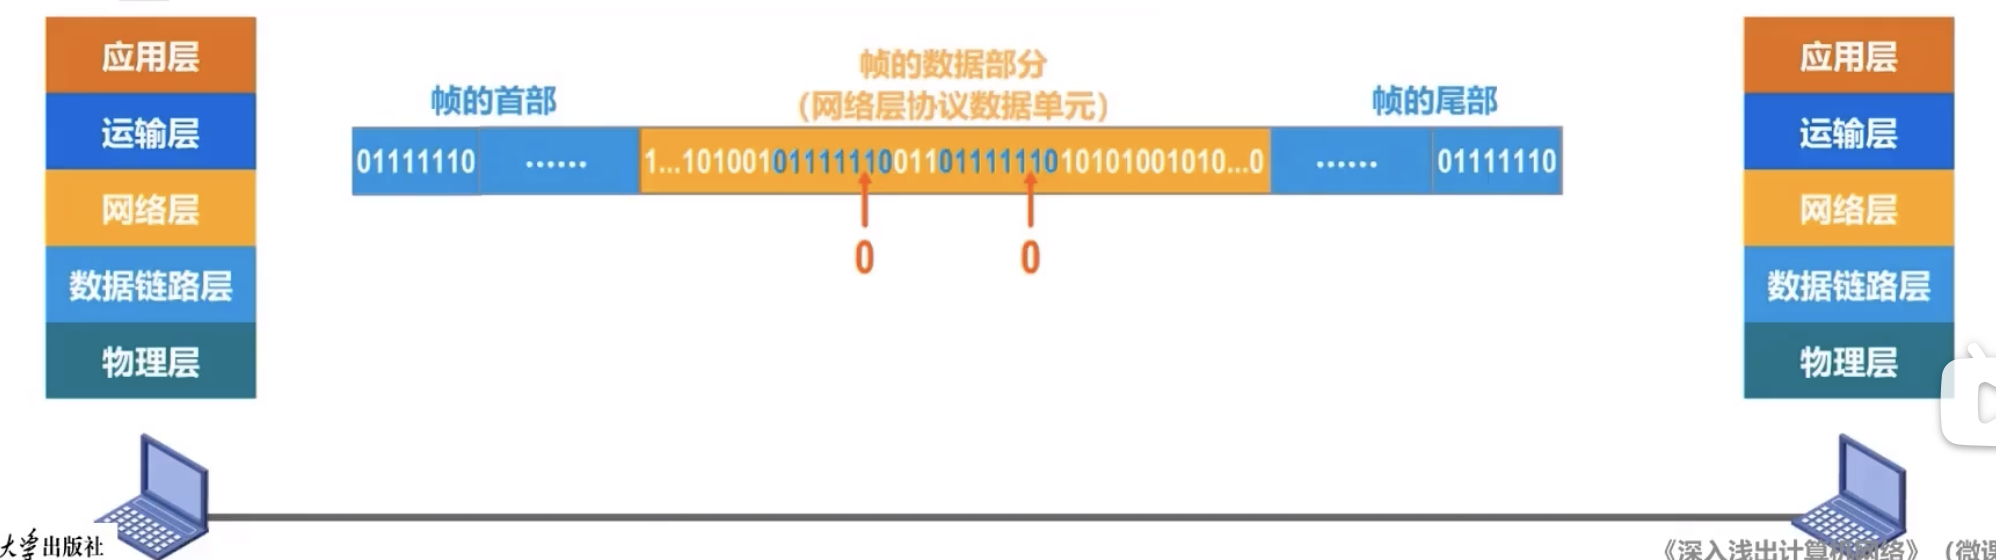 应用层
运输层
网络层
数据链路层
物理层
帧的首部
帧的数据部分
(网络层协议数据单元)
帧的尾部
01111110 ...... 1...101001011111100110111111010101001010...0 ...... 01111110
0 0
应用层
运输层
网络层
数据链路层
物理层
大学出版社
《深入浅出计算机网络》(微课